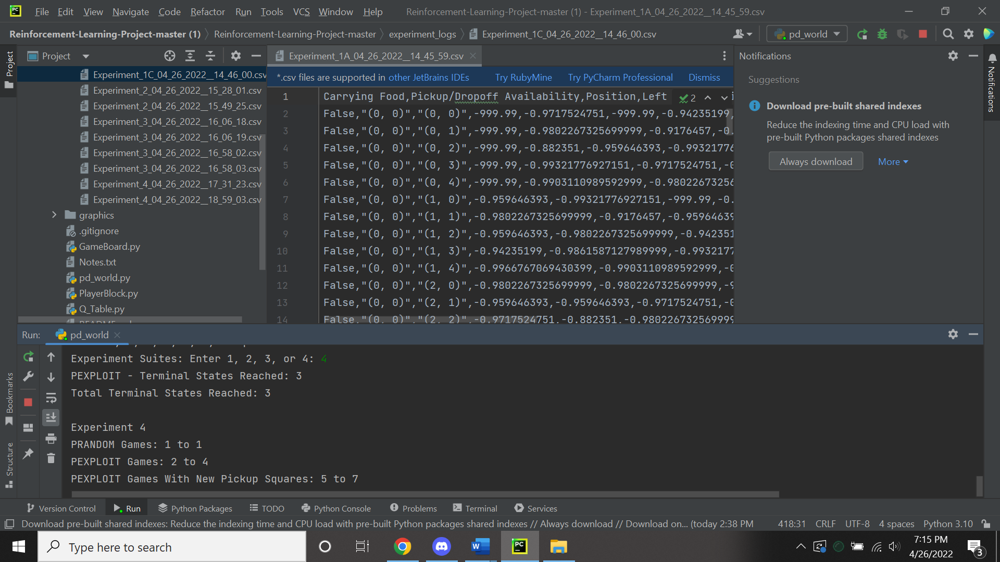 File Edit View Navigate Code Refactor Run Tools VCS Window Help Reinforcement-Learning-Project-master (1) - Experiment_1A_04_26_2022__14_45_59.csv
Reinforcement-Learning-Project-master (1) Reinforcement-Learning-Project-master experiment_logs Experiment_1C_04_26_2022__14_46_00.csv pd_world
Project
Project
Experiment_1C_04_26_2022__14_46_00.csv
Experiment_2_04_26_2022__15_28_01.csv
Experiment_2_04_26_2022__15_49_25.csv
Experiment_3_04_26_2022__16_06_18.csv
Experiment_3_04_26_2022__16_06_19.csv
Experiment_3_04_26_2022__16_58_02.csv
Experiment_3_04_26_2022__16_58_03.csv
Experiment_4_04_26_2022__17_31_23.csv
Experiment_4_04_26_2022__18_59_03.csv
graphics
.gitignore
GameBoard.py
Notes.txt
pd_world.py
PlayerBlock.py
Q_Table.py
Experiment_1A_04_26_2022__14_45_59.csv
*.csv files are supported in other JetBrains IDEs Try RubyMine Try PyCharm Professional Dismiss
1 Carrying Food,Pickup/Dropoff Availability,Position,Left 2
2 False,"(0, 0)","(0, 0)",-999.99,-0.9717524751,-999.99,-0.94235199,
3 False,"(0, 0)","(0, 1)",-999.99,-0.9802267325699999,-0.9176457,-0.
4 False,"(0, 0)","(0, 2)",-999.99,-0.882351,-0.959646393,-0.99321776
5 False,"(0, 0)","(0, 3)",-999.99,-0.99321776927151,-0.9717524751,-0
6 False,"(0, 0)","(0, 4)",-999.99,-0.9903110989592999,-0.98022673256
7 False,"(0, 0)","(1, 0)",-0.959646393,-0.99321776927151,-999.99,-0.
8 False,"(0, 0)","(1, 1)",-0.9802267325699999,-0.9176457,-0.95964639
9 False,"(0, 0)","(1, 2)",-0.959646393,-0.9802267325699999,-0.942351
10 False,"(0, 0)","(1, 3)",-0.94235199,-0.9861587127989999,-0.9932177
11 False,"(0, 0)","(1, 4)",-0.9966767069430399,-0.9903110989592999,-0
12 False,"(0, 0)","(2, 0)",-0.9802267325699999,-0.9802267325699999,-9
13 False,"(0, 0)","(2, 1)",-0.959646393,-0.959646393,-0.9717524751,-0
14 False,"(0, 0)","(2, 2)",-0.9717524751,-0.882351,-0.980226732569999
Notifications
Suggestions
Download pre-built shared indexes
Reduce the indexing time and CPU load with
pre-built Python packages shared indexes
Always download More
Notifications
Run: pd_world
Experiment Suites: Enter 1, 2, 3, or 4: 4
PEXPLOIT - Terminal States Reached: 3
Total Terminal States Reached: 3
Experiment 4
PRANDOM Games: 1 to 1
PEXPLOIT Games: 2 to 4
PEXPLOIT Games With New Pickup Squares: 5 to 7
Bookmarks
Structure
Version Control Run Python Packages TODO Python Console Problems Terminal Services
Download pre-built shared indexes: Reduce the indexing time and CPU load with pre-built Python packages shared indexes // Always download // Download on... (today 2:38 PM 418:31 CRLF UTF-8 4 spaces Python 3.10
Type here to search
7:15 PM
4/26/2022
3